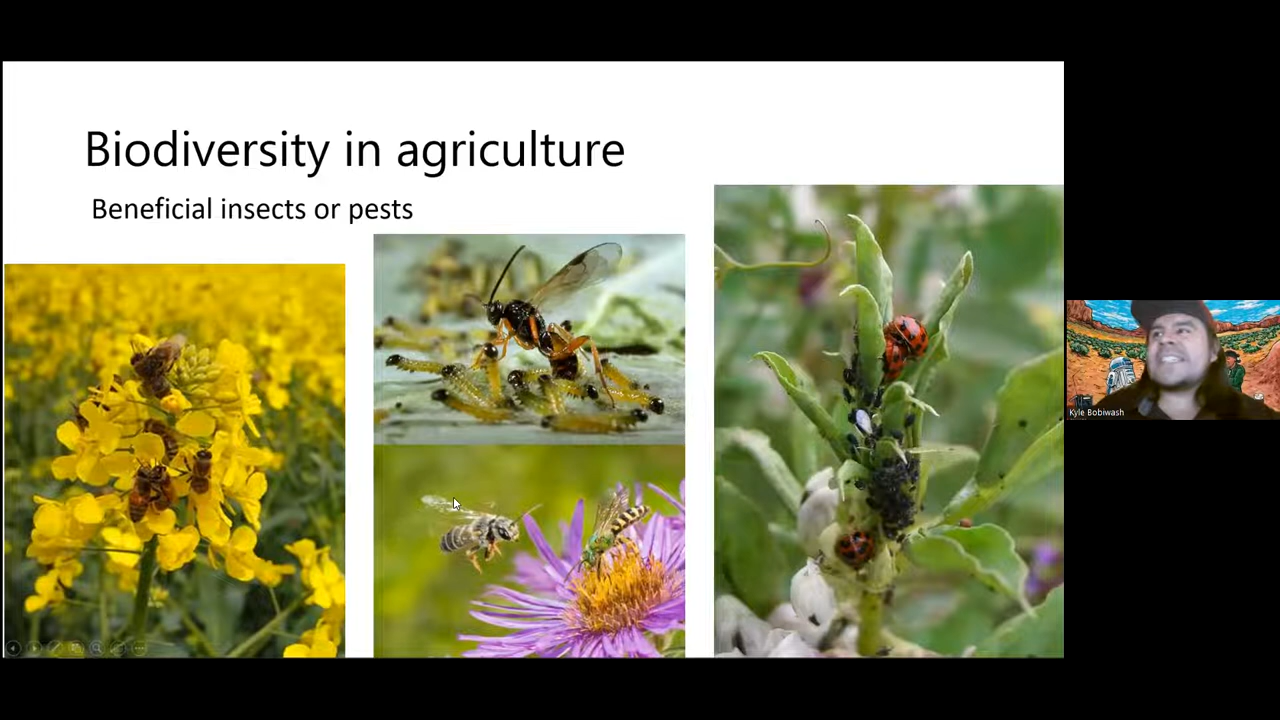 Biodiversity in agriculture
Beneficial insects or pests
Kyle Bobiwash